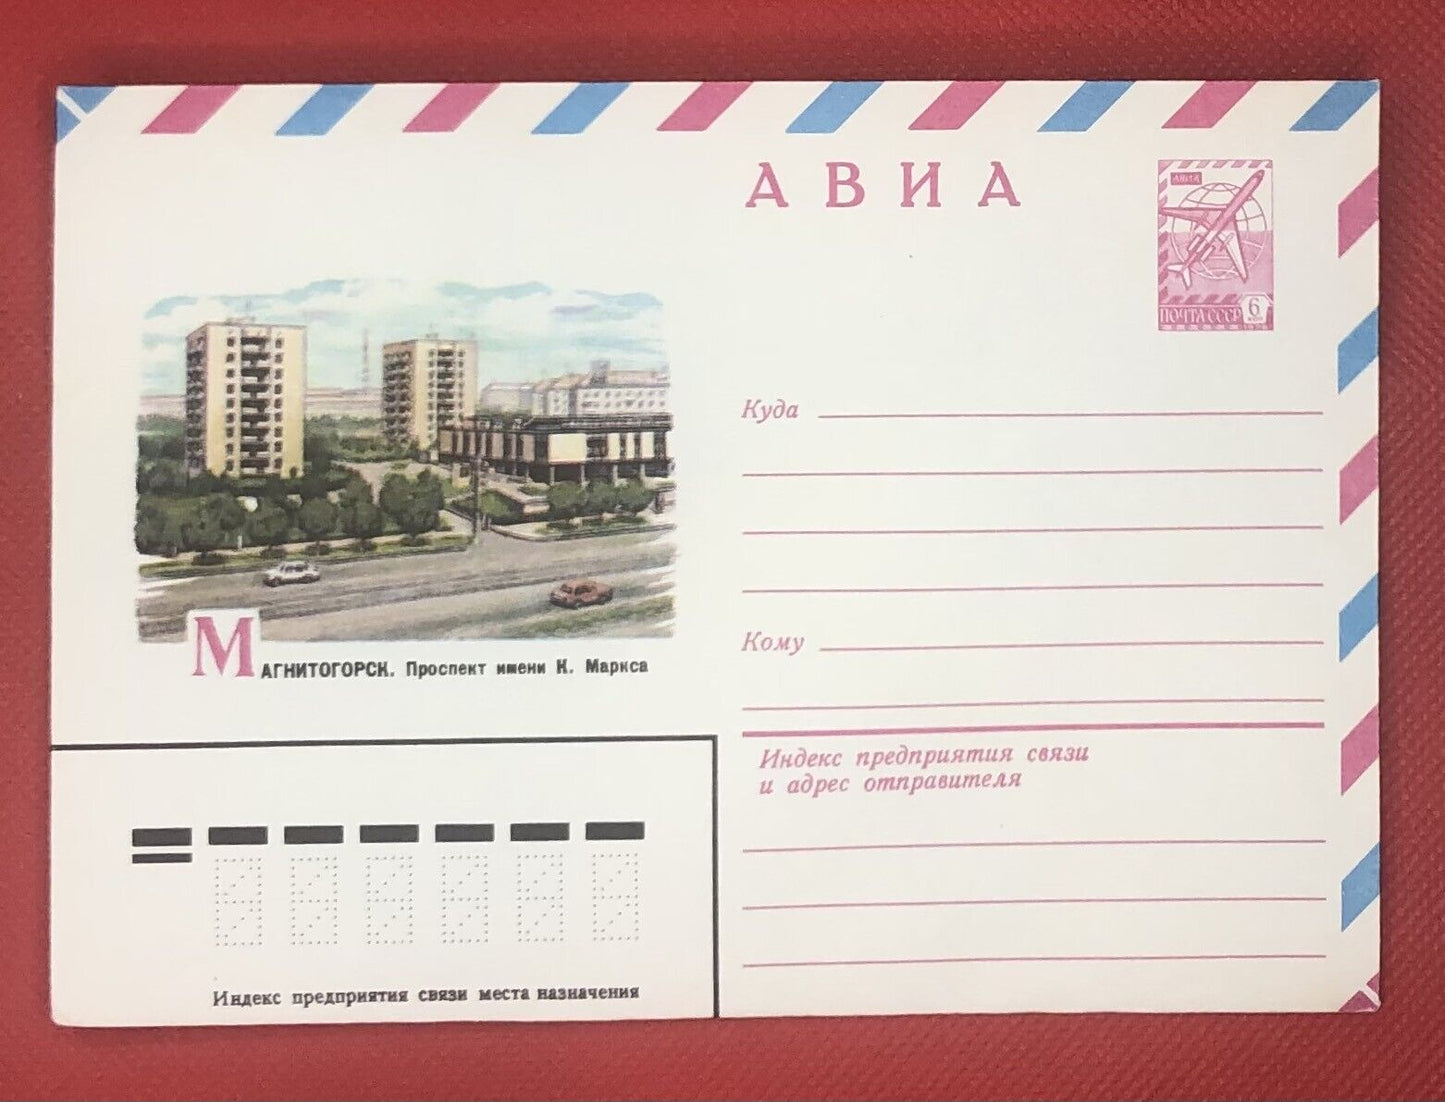 АВИА
АВИА
ПОЧТА СССР
6
Куда
Кому
МАГНИТОГОРСК. Проспект имени К. Маркса
Индекс предприятия связи
и адрес отправителя
Индекс предприятия связи места назначения